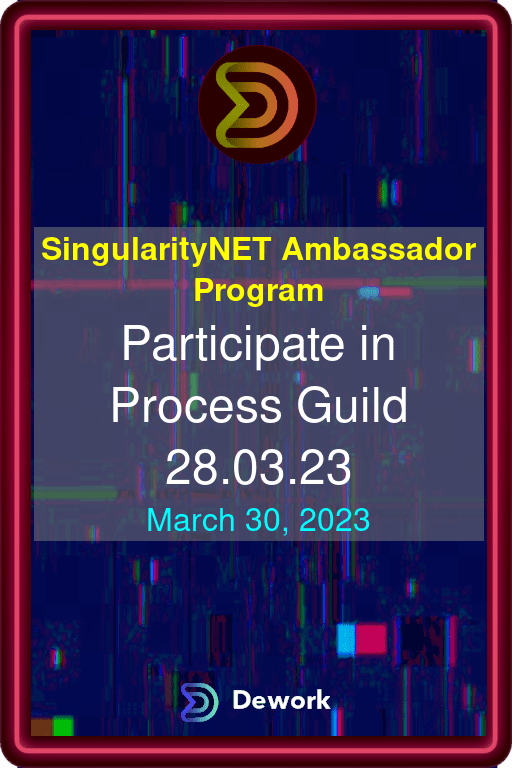 SingularityNET Ambassador
Program
Participate in
Process Guild
28.03.23
March 30, 2023
Dework